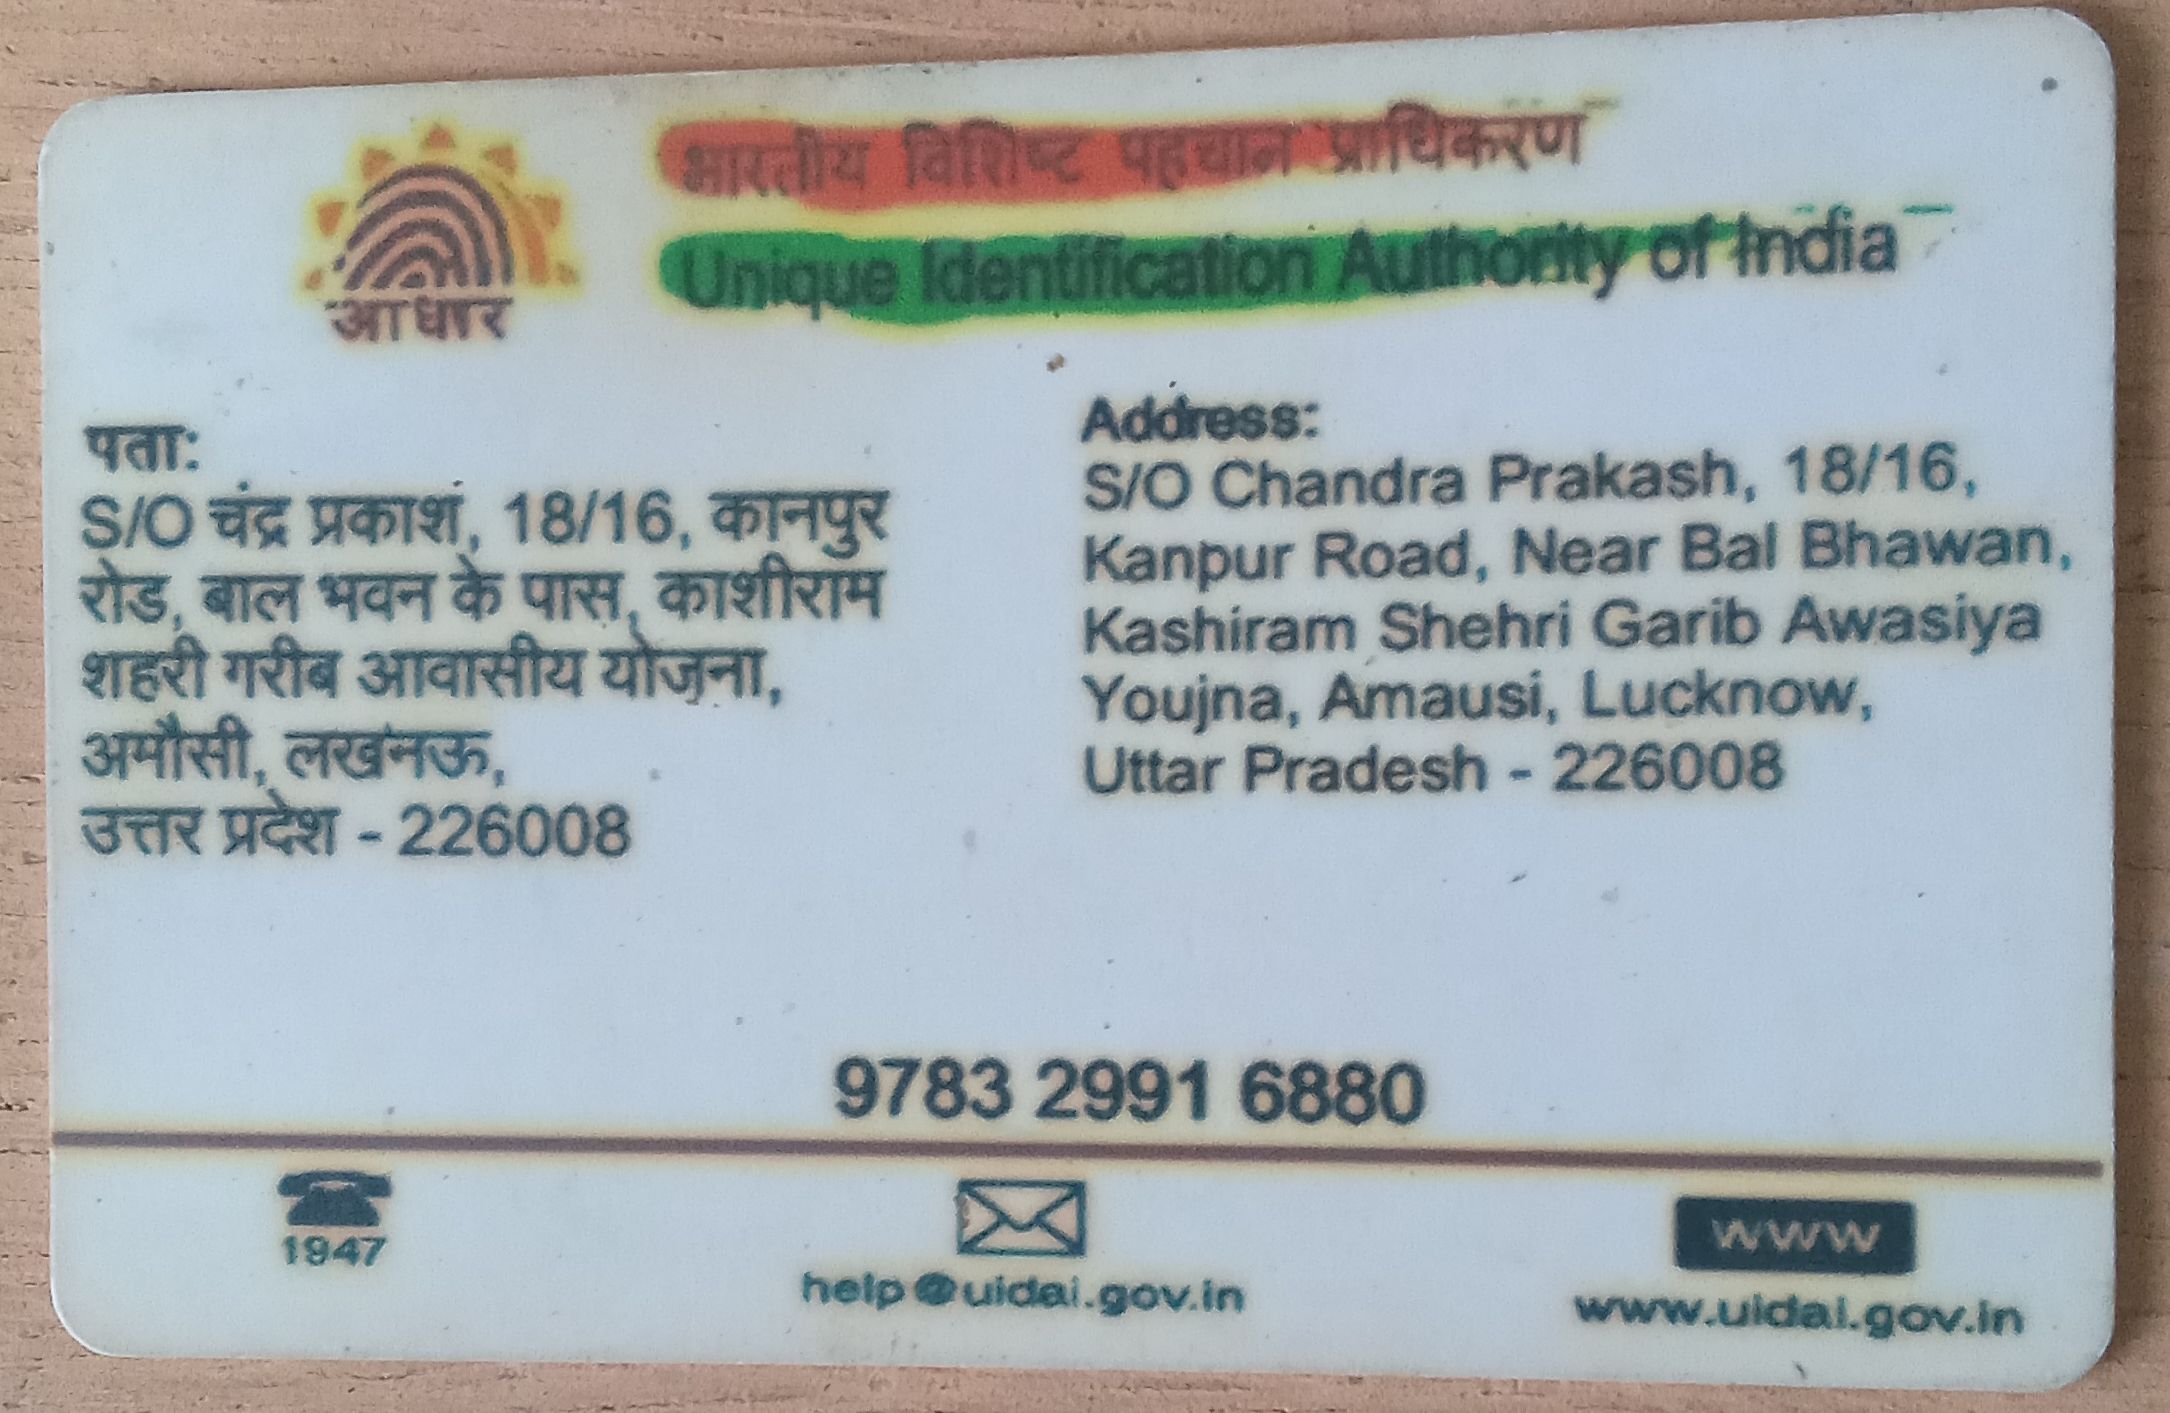 भारतीय विशिष्ट पहचान प्राधिकरण
Unique Identification Authority of India
आधार
पता:
S/O चंद्र प्रकाश, 18/16, कानपुर
रोड, बाल भवन के पास, काशीराम
शहरी गरीब आवासीय योजना,
अमौसी, लखनऊ,
उत्तर प्रदेश - 226008
Address:
S/O Chandra Prakash, 18/16,
Kanpur Road, Near Bal Bhawan,
Kashiram Shehri Garib Awasiya
Youjna, Amausi, Lucknow,
Uttar Pradesh - 226008
9783 2991 6880
1947
help@uidai.gov.in
www
www.uidai.gov.in